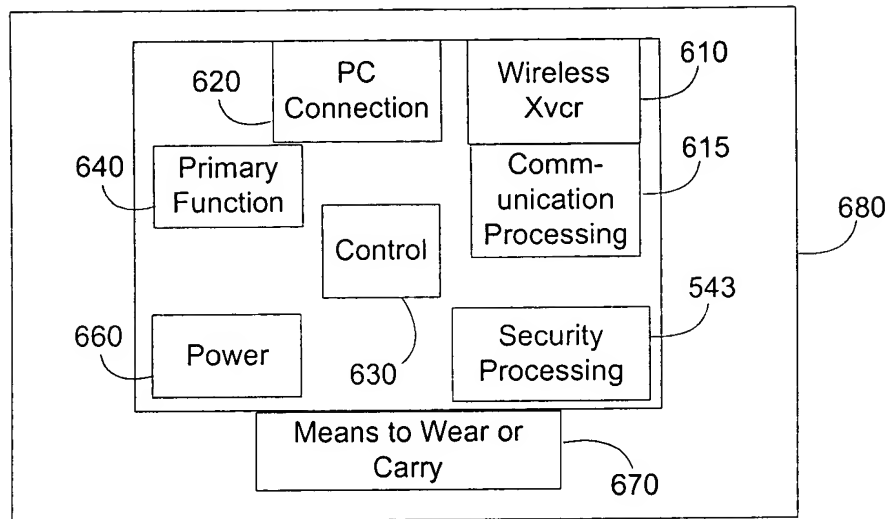 620
PC
Connection
Wireless
Xvcr
610
640
Primary
Function
Comm-
unication
Processing
615
680
Control
630
660
Power
Security
Processing
543
Means to Wear or
Carry
670